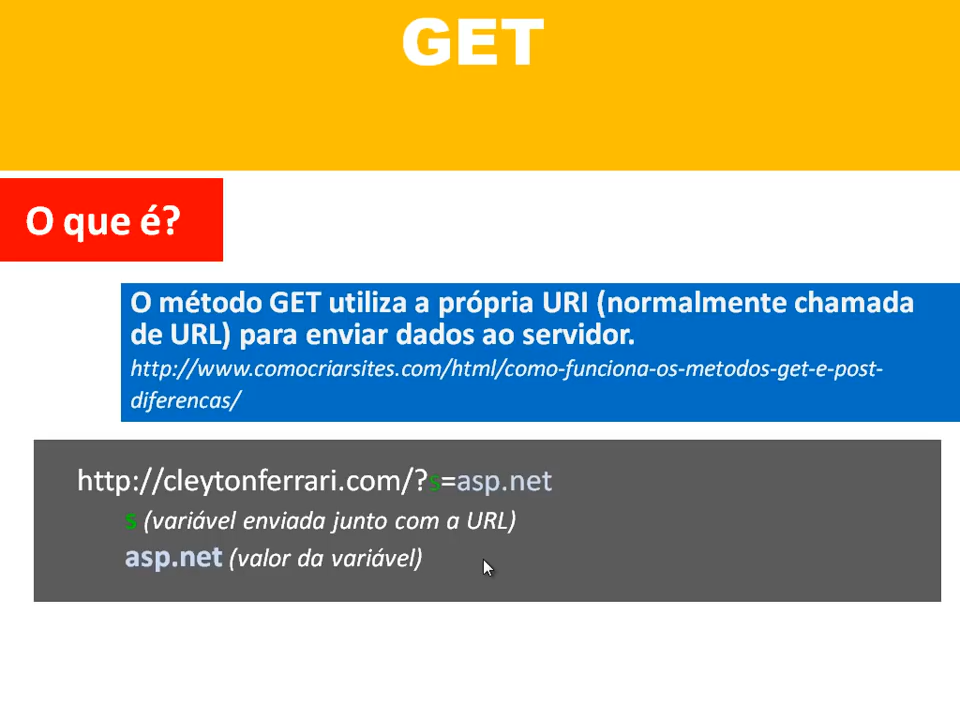 GET
O que é?
O método GET utiliza a própria URI (normalmente chamada
de URL) para enviar dados ao servidor.
http://www.comocriarsites.com/html/como-funciona-os-metodos-get-e-post-
diferencas/
http://cleytonferrari.com/?s=asp.net
s (variável enviada junto com a URL)
asp.net (valor da variável)